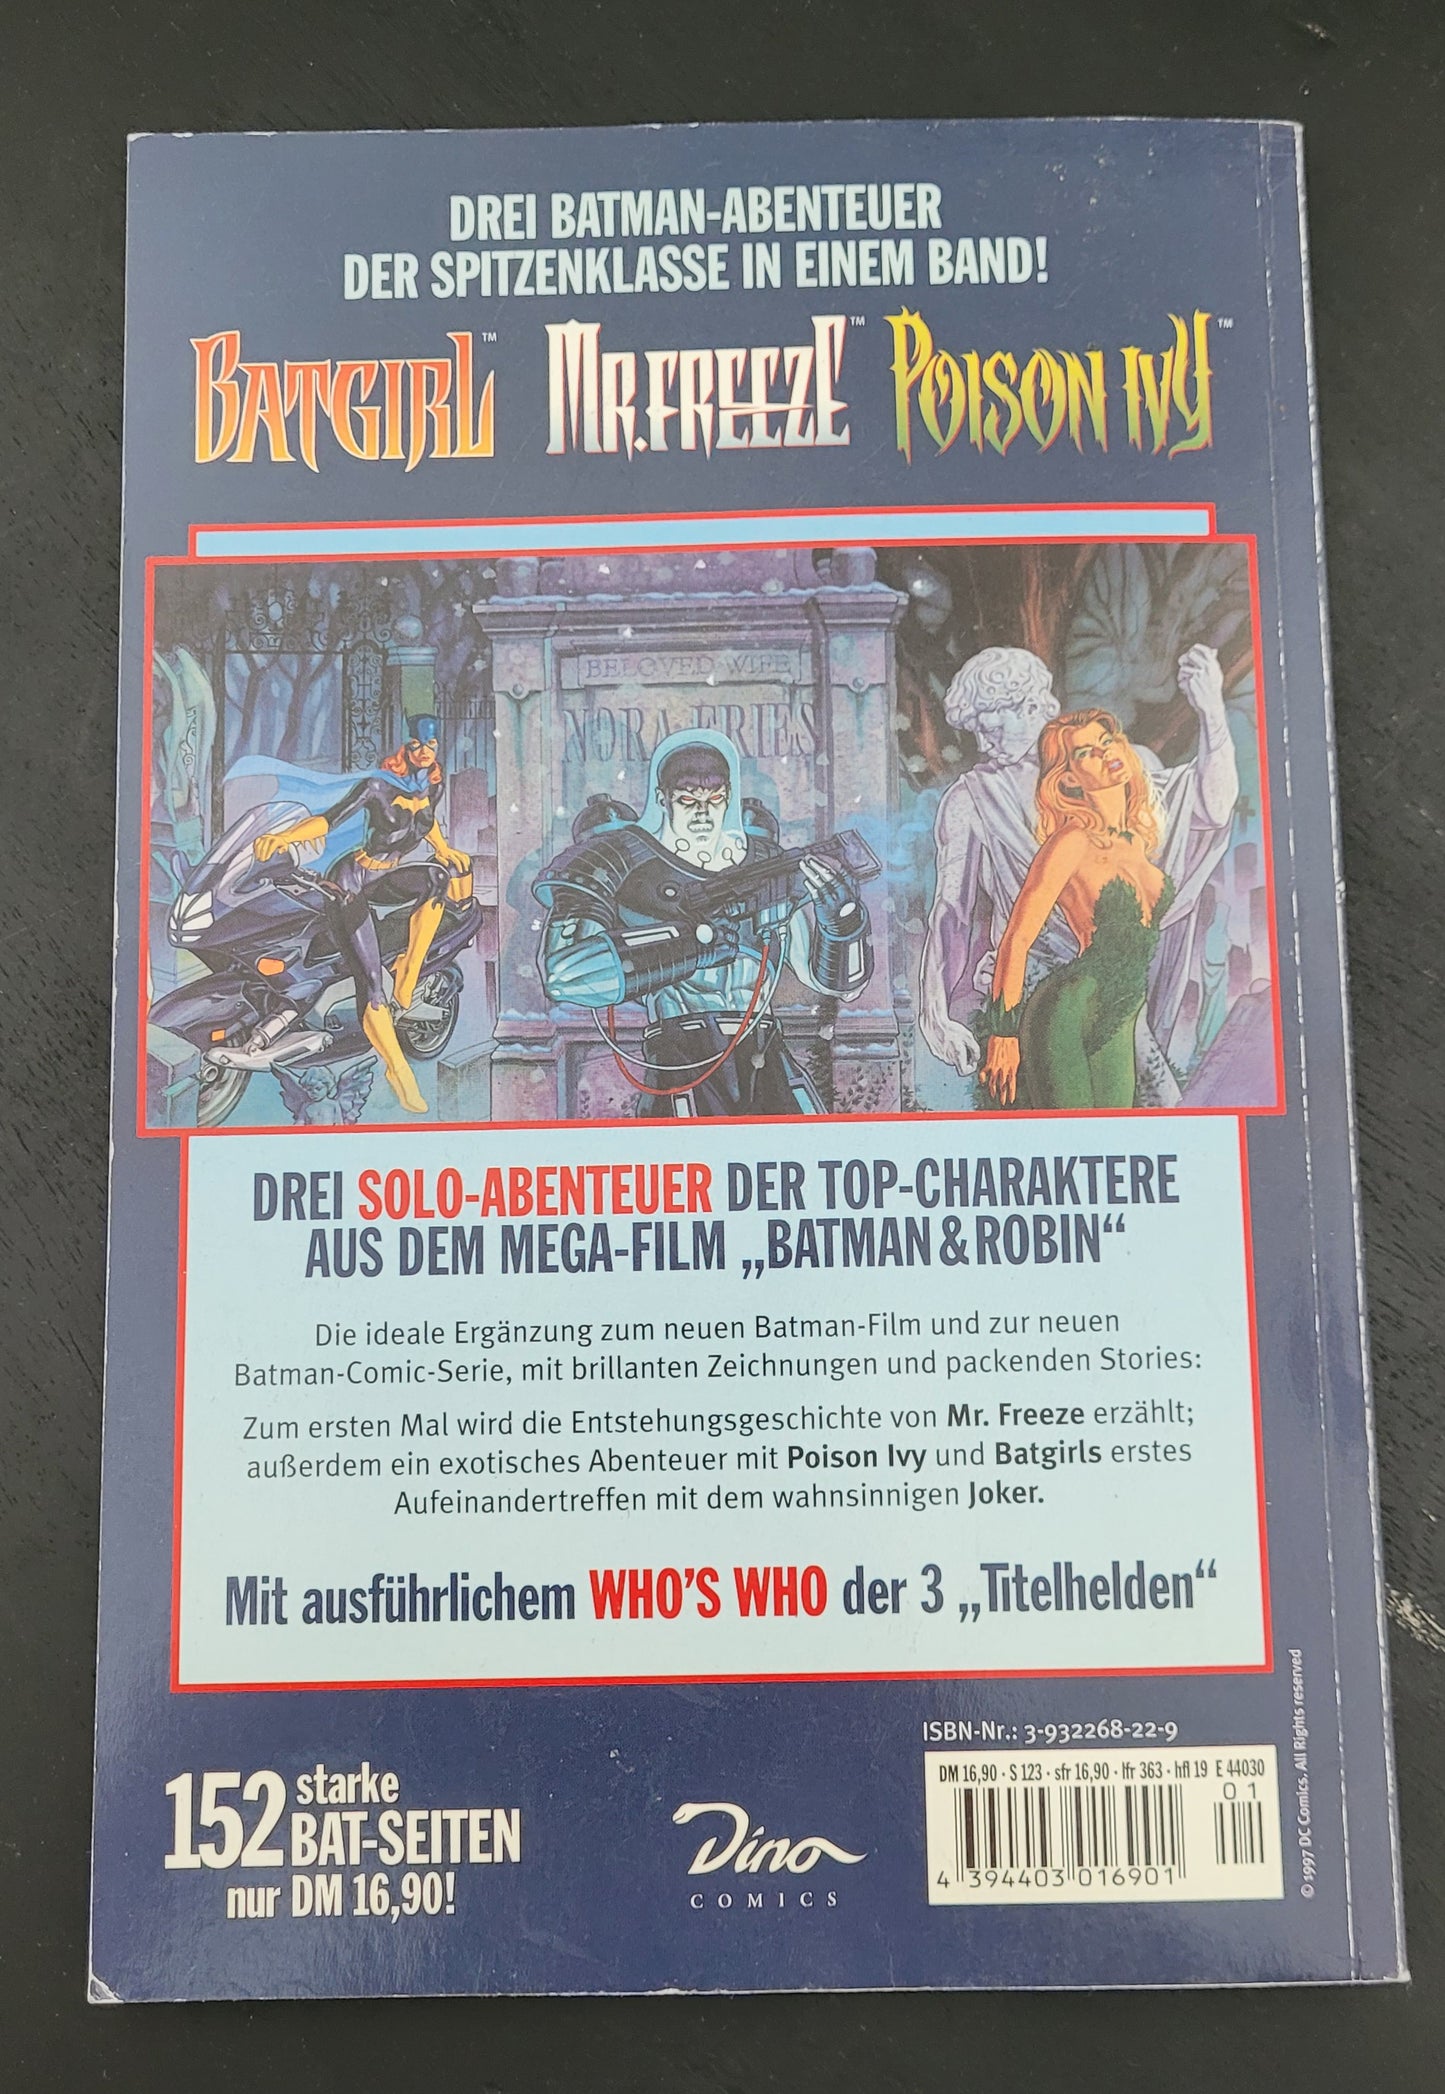 DREI BATMAN-ABENTEUER
DER SPITZENKLASSE IN EINEM BAND!
BATGIRL™ MR. FREEZE™ POISON IVY™
BELOVED WIFE
NORA FRIES
DREI SOLO-ABENTEUER DER TOP-CHARAKTERE
AUS DEM MEGA-FILM „BATMAN & ROBIN“
Die ideale Ergänzung zum neuen Batman-Film und zur neuen
Batman-Comic-Serie, mit brillanten Zeichnungen und packenden Stories:
Zum ersten Mal wird die Entstehungsgeschichte von Mr. Freeze erzählt;
außerdem ein exotisches Abenteuer mit Poison Ivy und Batgirls erstes
Aufeinandertreffen mit dem wahnsinnigen Joker.
Mit ausführlichem WHO'S WHO der 3 „Titelhelden“
152 starke
BAT-SEITEN
nur DM 16,90!
Dino
COMICS
ISBN-Nr.: 3-932268-22-9
DM 16,90 · S 123 · sfr 16,90 · lfr 363 · hfl 19 E 44030
01
4 394403 016901
© 1997 DC Comics. All Rights reserved